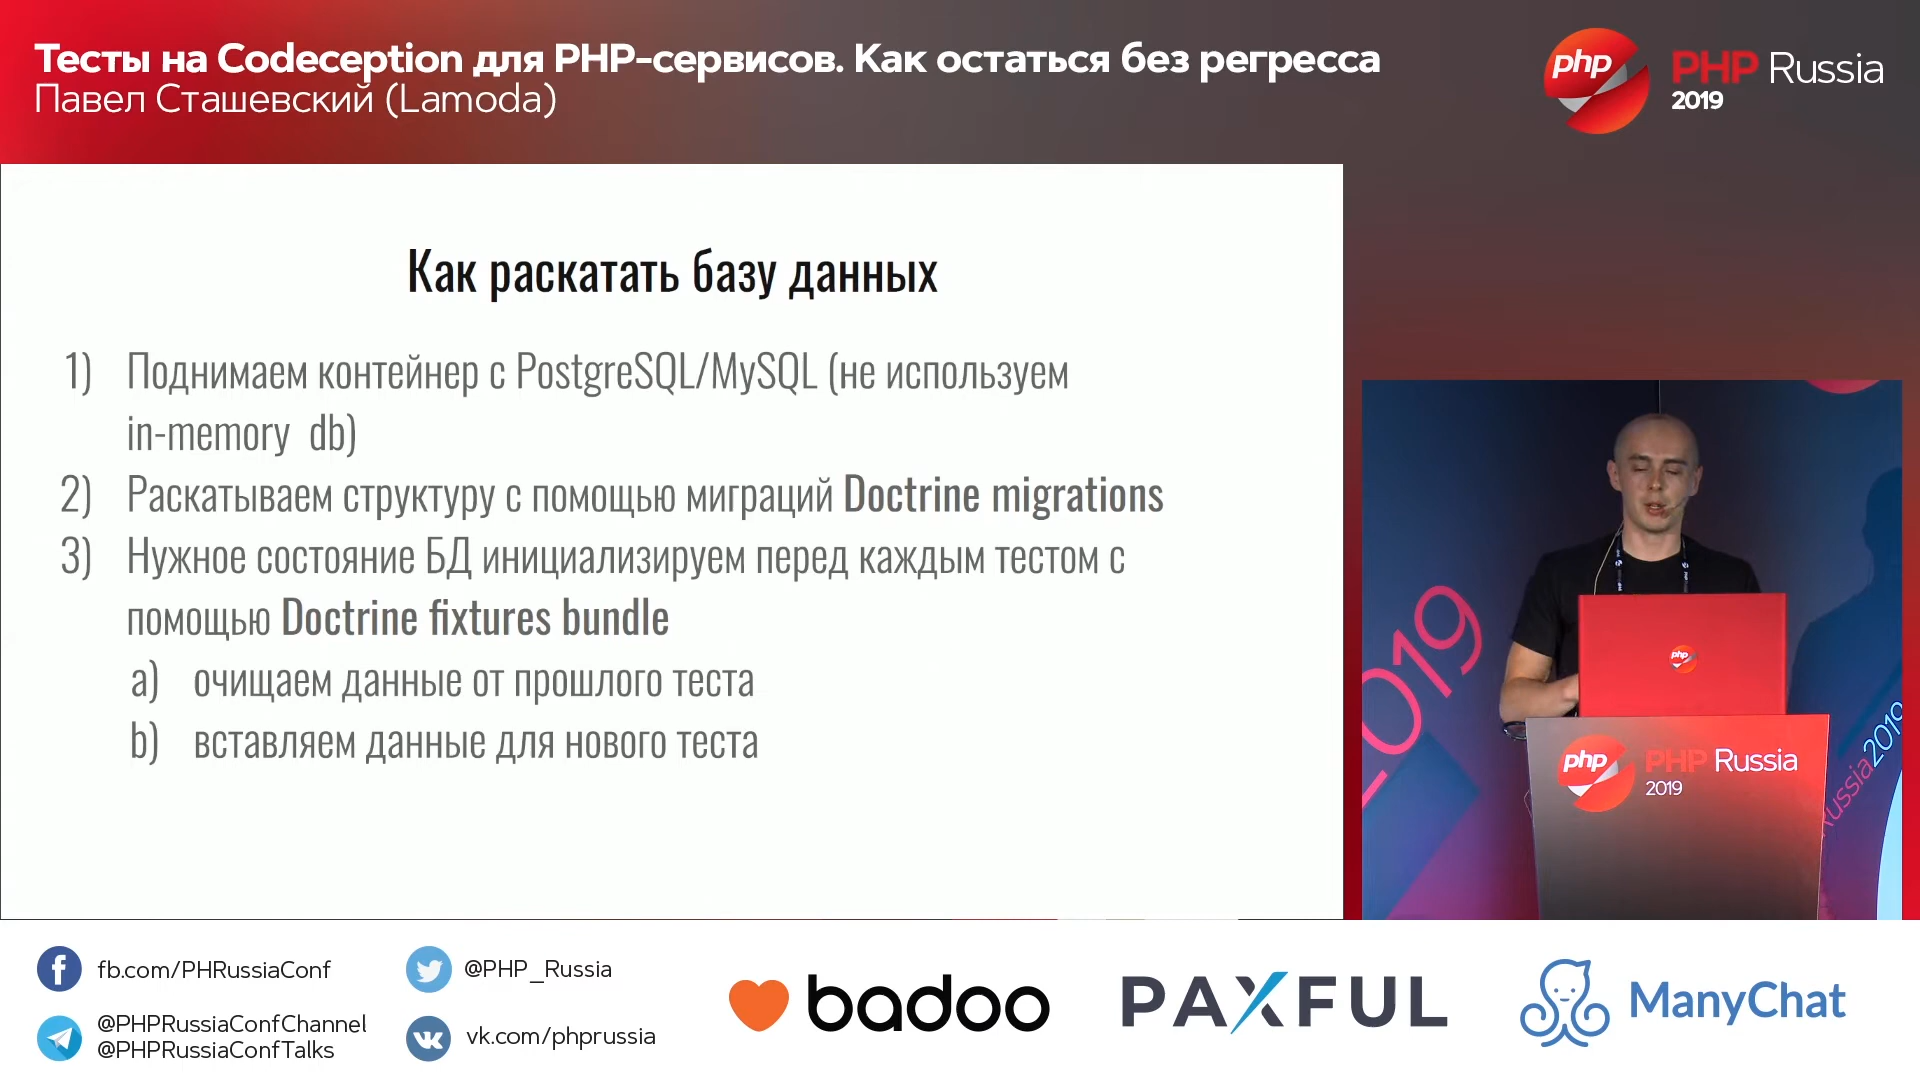 Тесты на Codeception для PHP-сервисов. Как остаться без регресса
Павел Сташевский (Lamoda)
php
PHP Russia
2019
Как раскатать базу данных
1) Поднимаем контейнер с PostgreSQL/MySQL (не используем
in-memory db)
2) Раскатываем структуру с помощью миграций Doctrine migrations
3) Нужное состояние БД инициализируем перед каждым тестом с
помощью Doctrine fixtures bundle
a) очищаем данные от прошлого теста
b) вставляем данные для нового теста
2019
php
php
PHP Russia
2019
Russia2019
fb.com/PHRussiaConf
@PHP_Russia
@PHPRussiaConfChannel
@PHPRussiaConfTalks
vk.com/phprussia
badoo
PAXFUL
ManyChat